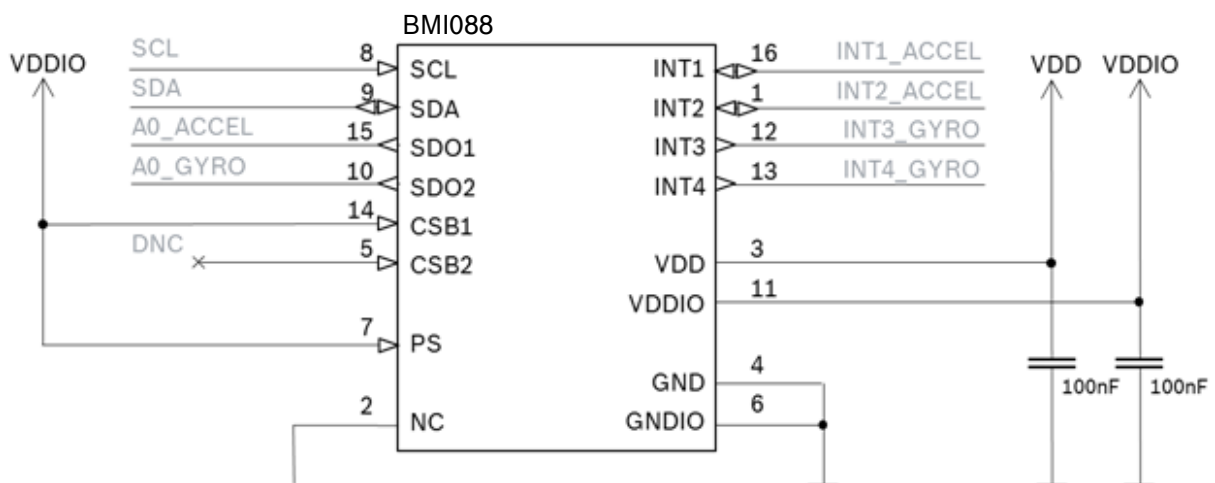 BMI088
VDDIO
SCL
8
SCL
SDA
9
SDA
A0_ACCEL
15
SDO1
A0_GYRO
10
SDO2
14
CSB1
DNC
5
CSB2
7
PS
2
NC
INT1
16
INT1_ACCEL
INT2
1
INT2_ACCEL
INT3
12
INT3_GYRO
INT4
13
INT4_GYRO
VDD
3
VDDIO
11
GND
4
GNDIO
6
VDD VDDIO
100nF 100nF